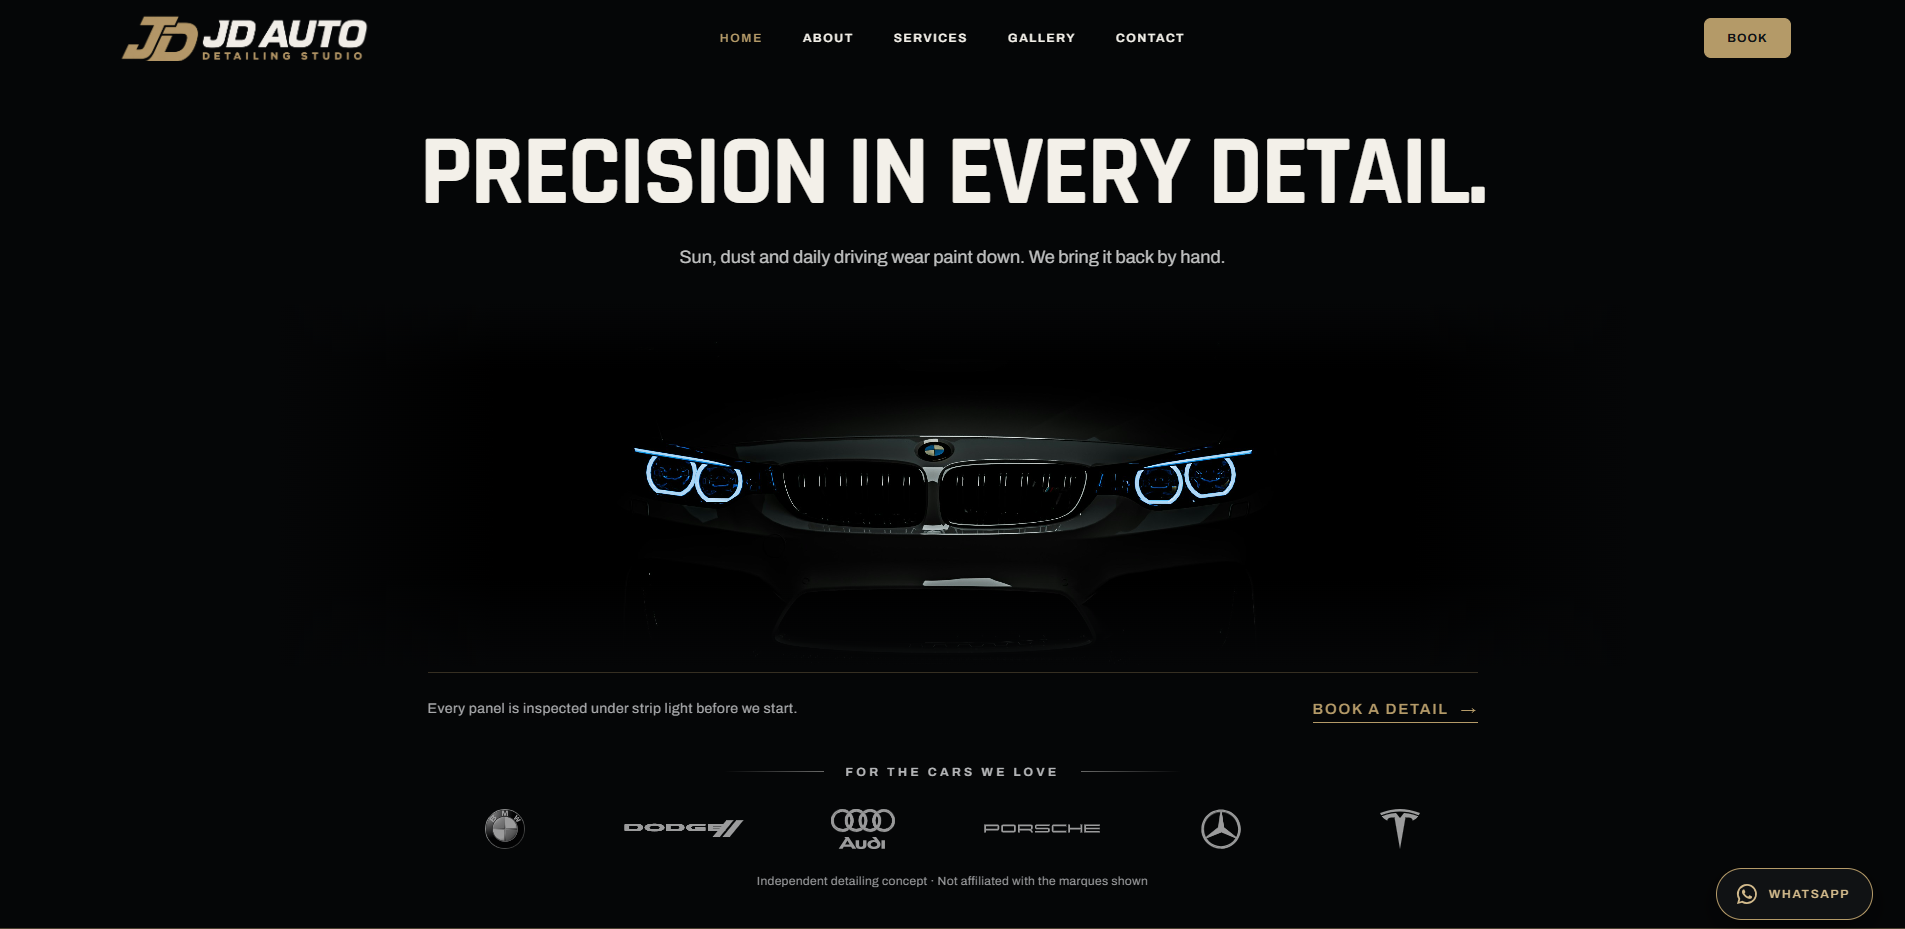 JD JD AUTO
DETAILING STUDIO
HOME ABOUT SERVICES GALLERY CONTACT
BOOK
PRECISION IN EVERY DETAIL.
Sun, dust and daily driving wear paint down. We bring it back by hand.
Every panel is inspected under strip light before we start.
BOOK A DETAIL →
FOR THE CARS WE LOVE
BMW DODGE Audi PORSCHE
Independent detailing concept · Not affiliated with the marques shown
WHATSAPP